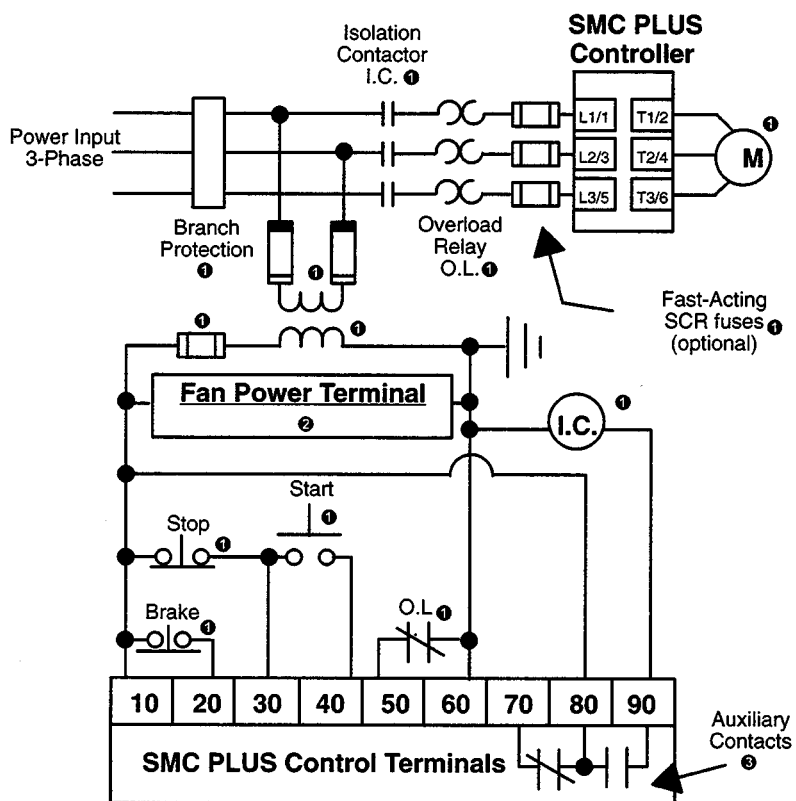 SMC PLUS
Controller
Isolation
Contactor
I.C. ❶
Power Input
3-Phase
L1/1 T1/2
L2/3 T2/4
L3/5 T3/6
M
❶
Branch
Protection
❶
❶
Overload
Relay
O.L. ❶
Fast-Acting
SCR fuses ❶
(optional)
❶
❶
Fan Power Terminal
❷
I.C.
❶
Start
❶
Stop
❶
Brake
❶
O.L ❶
10 20 30 40 50 60 70 80 90
SMC PLUS Control Terminals
Auxiliary
Contacts
❸